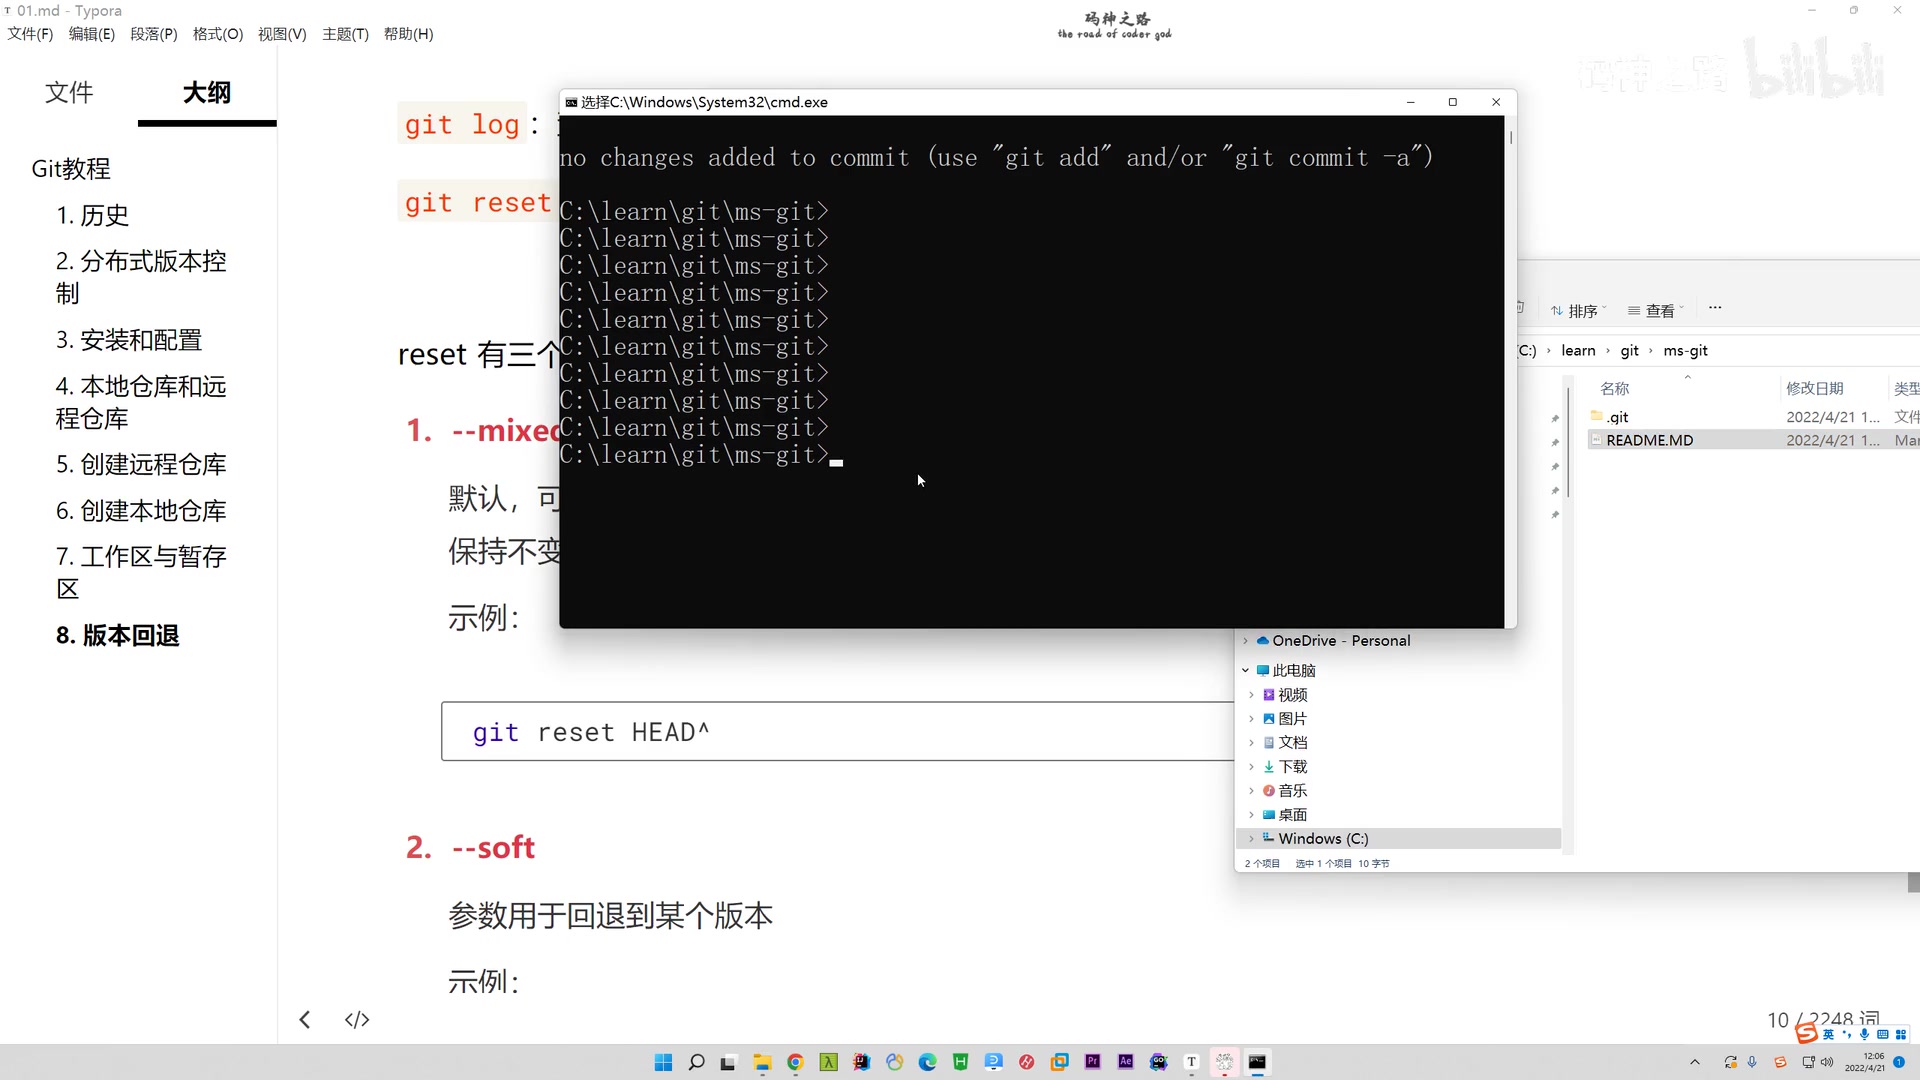 01.md - Typora
文件(F) 编辑(E) 段落(P) 格式(O) 视图(V) 主题(T) 帮助(H)
码神之路
the road of coder god
码神之路 bilibili
文件 大纲
Git教程
1. 历史
2. 分布式版本控
制
3. 安装和配置
4. 本地仓库和远
程仓库
5. 创建远程仓库
6. 创建本地仓库
7. 工作区与暂存
区
8. 版本回退
git log：
git reset
reset 有三个
1. --mixed
默认，可
保持不变
示例：
git reset HEAD^
2. --soft
参数用于回退到某个版本
示例：
10 / 2248 词
选择C:\Windows\System32\cmd.exe
no changes added to commit (use "git add" and/or "git commit -a")
C:\learn\git\ms-git>
C:\learn\git\ms-git>
C:\learn\git\ms-git>
C:\learn\git\ms-git>
C:\learn\git\ms-git>
C:\learn\git\ms-git>
C:\learn\git\ms-git>
C:\learn\git\ms-git>
C:\learn\git\ms-git>
C:\learn\git\ms-git>
排序 查看 ...
(C:) › learn › git › ms-git
名称 修改日期 类型
.git 2022/4/21 1... 文件
README.MD 2022/4/21 1... Mar
OneDrive - Personal
此电脑
视频
图片
文档
下载
音乐
桌面
Windows (C:)
2 个项目 选中 1 个项目 10 字节
英
12:06
2022/4/21
1